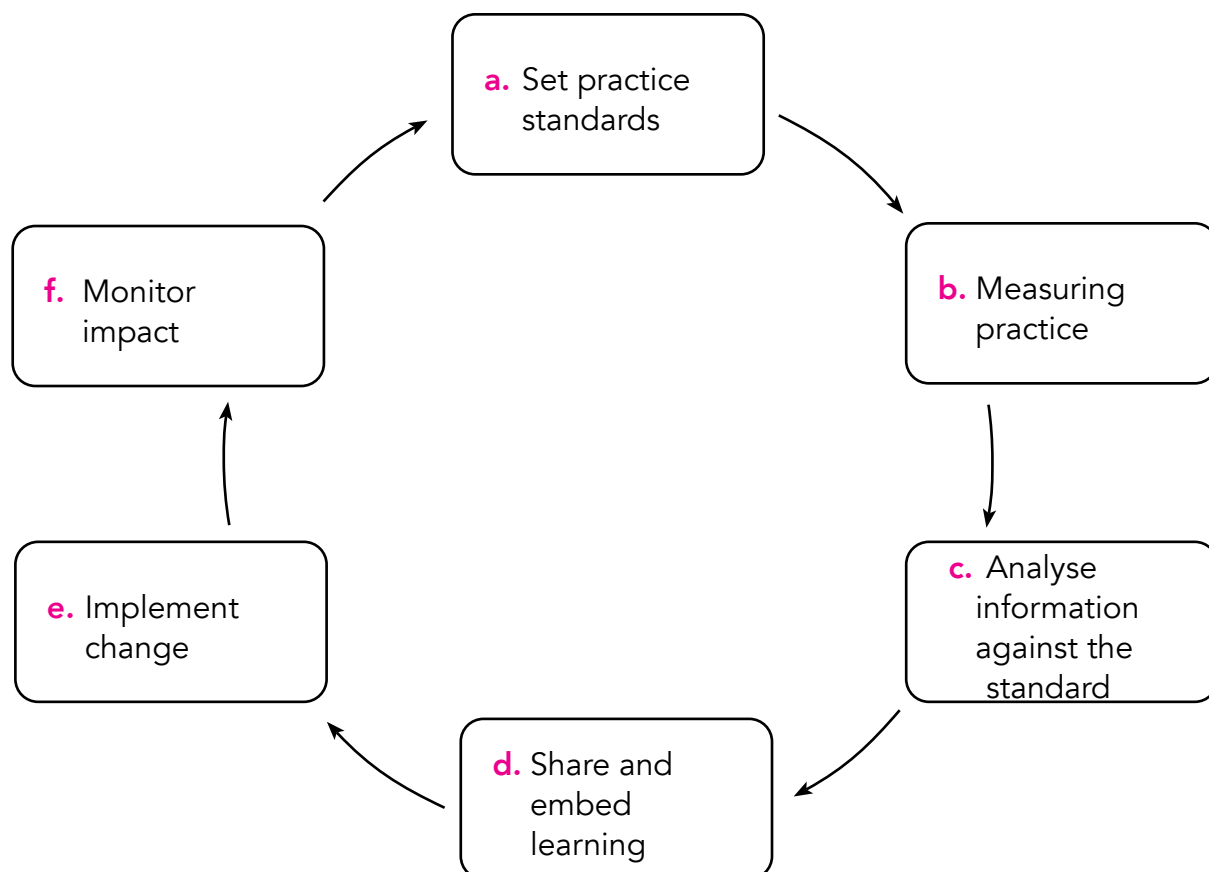 a. Set practice
standards
b. Measuring
practice
c. Analyse
information
against the
standard
d. Share and
embed
learning
e. Implement
change
f. Monitor
impact